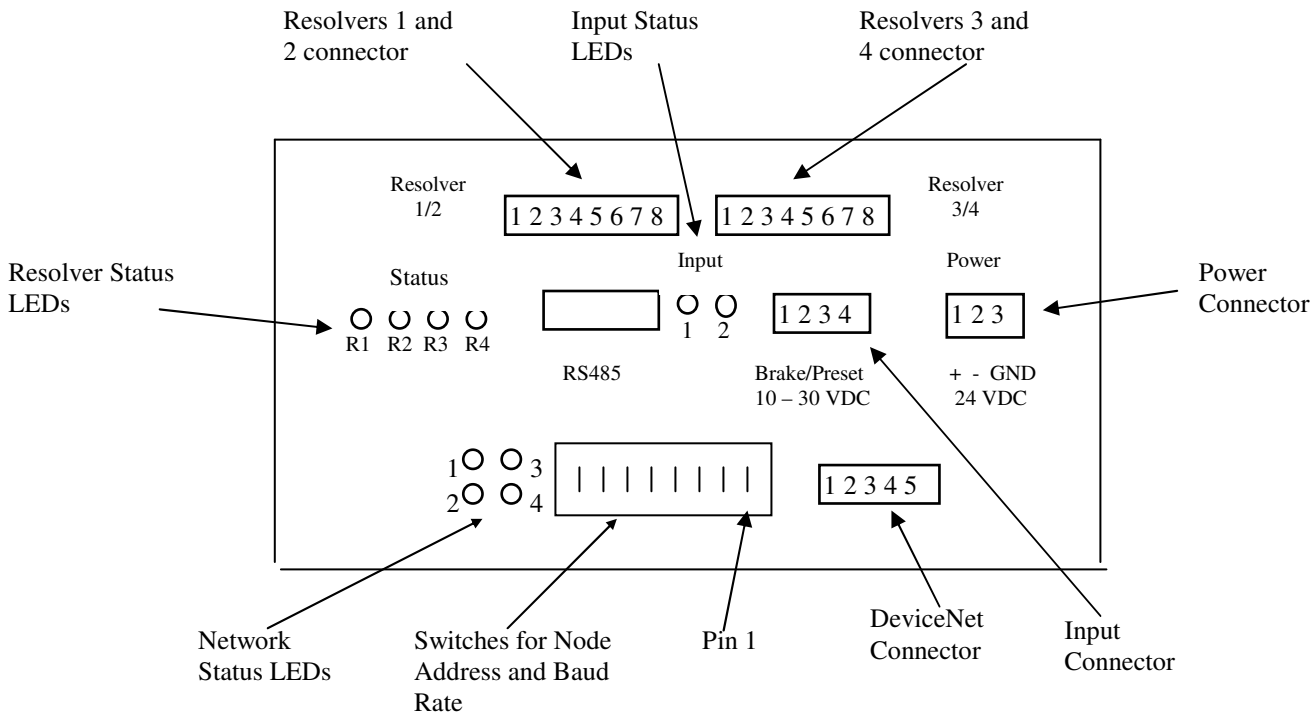 Resolvers 1 and
2 connector
Input Status
LEDs
Resolvers 3 and
4 connector
Resolver
1/2
1 2 3 4 5 6 7 8
1 2 3 4 5 6 7 8
Resolver
3/4
Resolver Status
LEDs
Status
Input
Power
Power
Connector
1 2 3 4
1 2 3
R1 R2 R3 R4
1 2
RS485
Brake/Preset
10 – 30 VDC
+ - GND
24 VDC
1 3
2 4
1 2 3 4 5
Network
Status LEDs
Switches for Node
Address and Baud
Rate
Pin 1
DeviceNet
Connector
Input
Connector